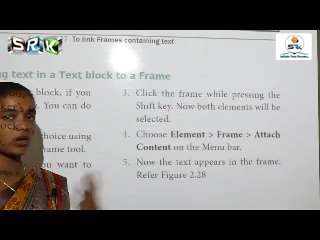 SRK
7 To link Frames containing text
SRK
ng text in a Text block to a Frame
block, if you
You can do
choice using
rame tool.
u want to
3. Click the frame while pressing the
Shift key. Now both elements will be
selected.
4. Choose Element > Frame > Attach
Content on the Menu bar.
5. Now the text appears in the frame.
Refer Figure 2.28